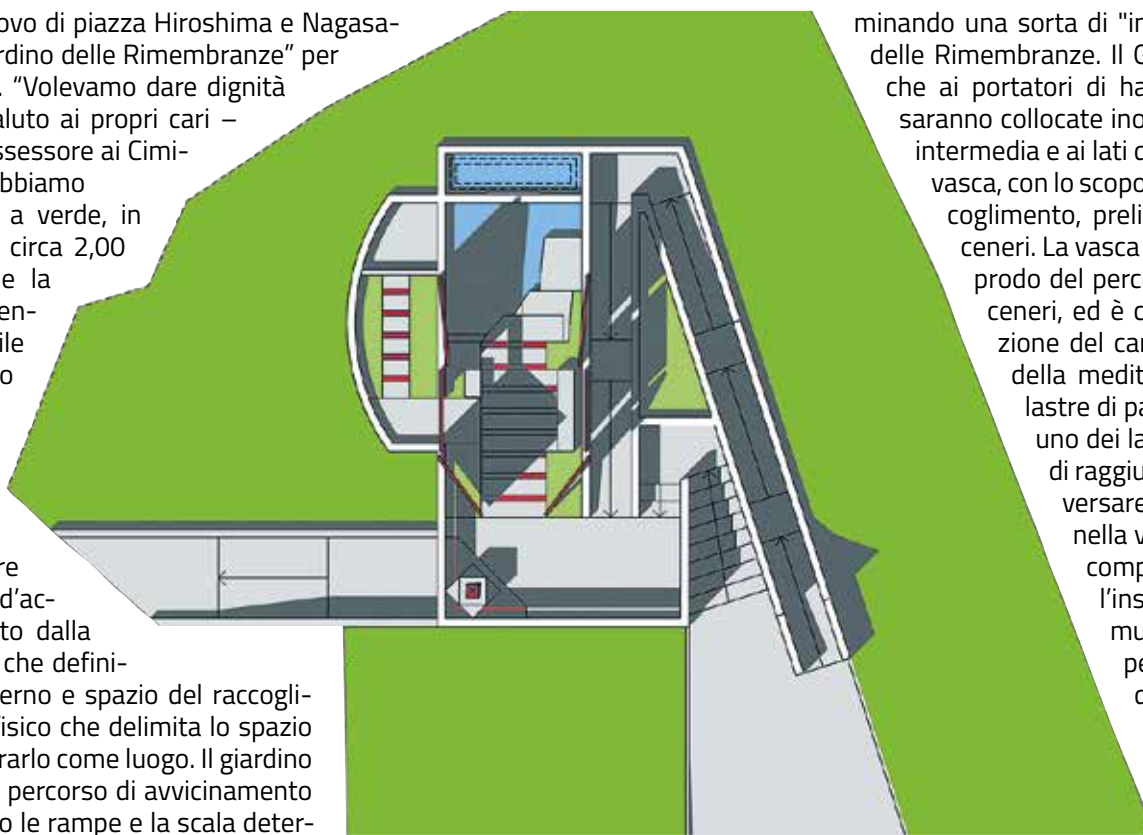 ovo di piazza Hiroshima e Nagasa-
rdino delle Rimembranze” per
. “Volevamo dare dignità
aluto ai propri cari –
ssessore ai Cimi-
bbiamo
a verde, in
circa 2,00
e la
en-
ile
o
re
d’ac-
to dalla
che defini-
erno e spazio del raccogli-
isico che delimita lo spazio
rarlo come luogo. Il giardino
percorso di avvicinamento
o le rampe e la scala deter-
minando una sorta di "in
delle Rimembranze. Il G
che ai portatori di ha
saranno collocate ino
intermedia e ai lati d
vasca, con lo scopo
coglimento, preli
ceneri. La vasca
prodo del perc
ceneri, ed è c
zione del car
della medit
lastre di pa
uno dei la
di raggiu
versare
nella v
comp
l’ins
mu
pe